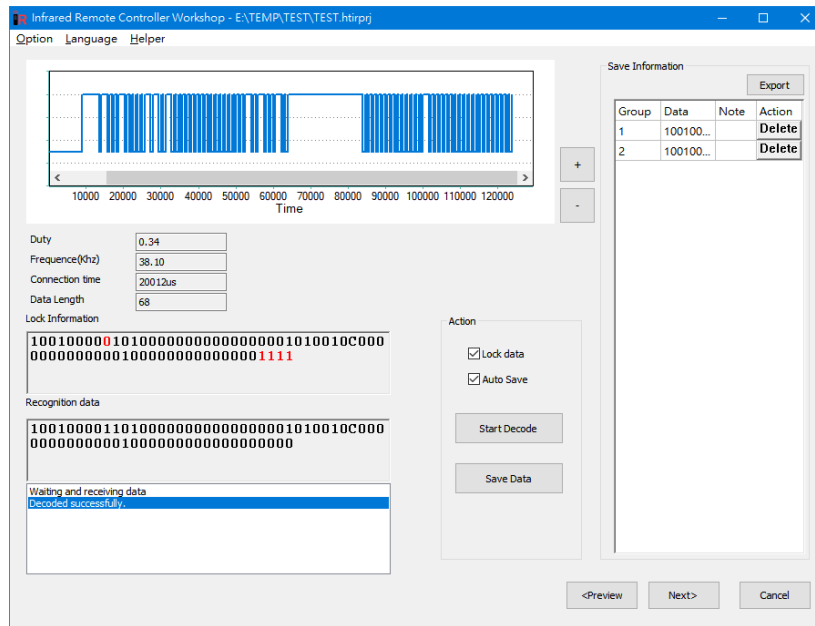 Infrared Remote Controller Workshop - E:\TEMP\TEST\TEST.htirprj
Option Language Helper
10000 20000 30000 40000 50000 60000 70000 80000 90000 100000 110000 120000
Time
+
-
Duty 0.34
Frequence(Khz) 38.10
Connection time 20012us
Data Length 68
Lock Information
10010000010100000000000000001010010C000
00000000001000000000000001111
Recognition data
10010000110100000000000000001010010C000
00000000001000000000000000000
Waiting and receiving data
Decoded successfully.
Action
Lock data
Auto Save
Start Decode
Save Data
Save Information
Export
Group Data Note Action
1 100100... Delete
2 100100... Delete
<Preview Next> Cancel